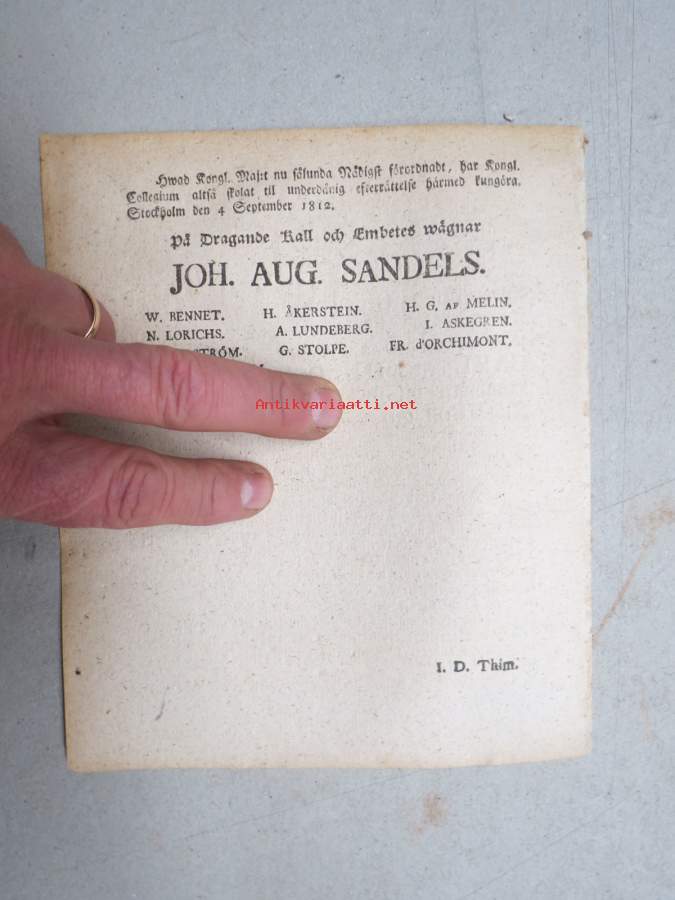 Hwad Kongl. Maj:t nu sålunda Nådigst förordnadt, har Kongl.
Collegium altså skolat til underdånig efterrättelse härmed kungöra.
Stockholm den 4 September 1812.
På Dragande Kall och Embetes wägnar
JOH. AUG. SANDELS.
W. BENNET. H. ÅKERSTEIN. H. G. AF MELIN.
N. LORICHS. A. LUNDEBERG. I. ASKEGREN.
STRÖM. G. STOLPE. FR. d'ORCHIMONT.
Antikvariaatti.net
I. D. Thim.